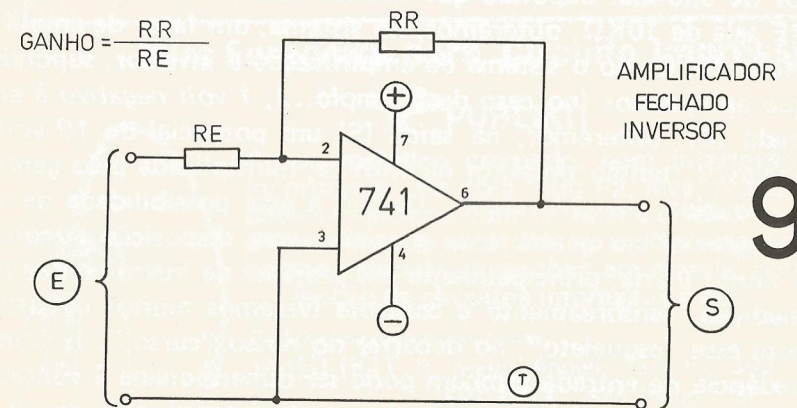 GANHO = RR
RE
RR
AMPLIFICADOR
FECHADO
INVERSOR
RE
+
7
2
741
6
3
4
9
E
−
S
T